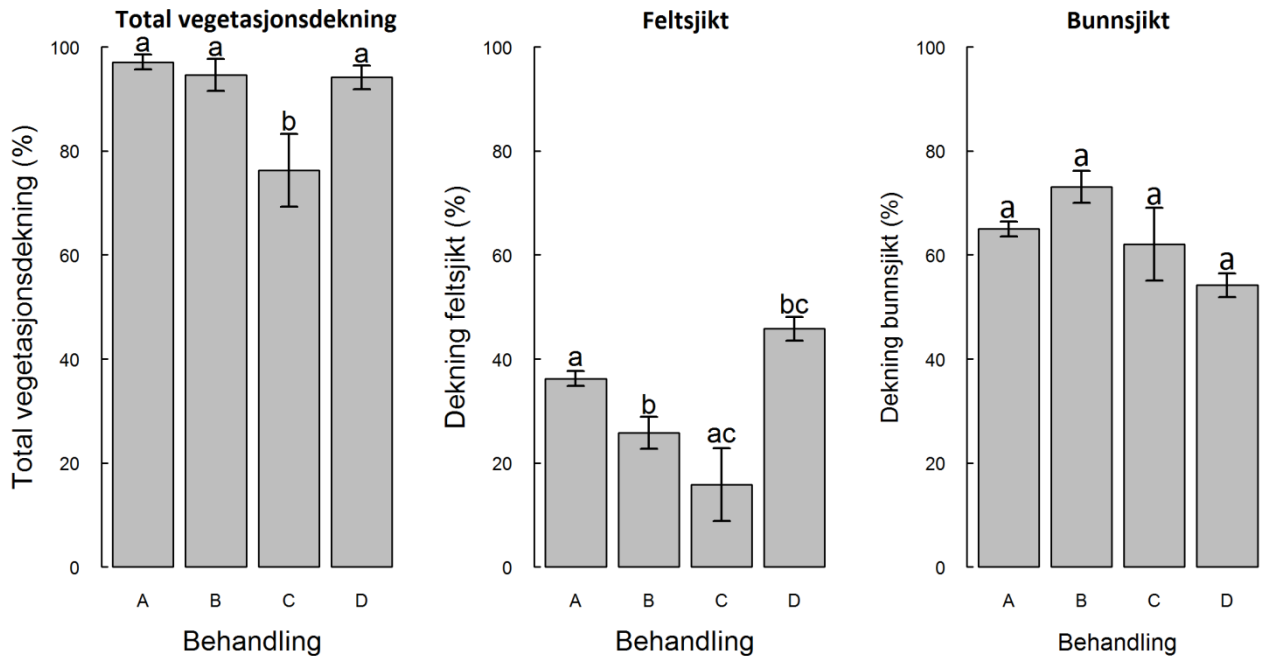 Total vegetasjonsdekning
Total vegetasjonsdekning (%)
100
80
60
40
20
0
a
a
b
a
A
B
C
D
Behandling
Feltsjikt
Dekning feltsjikt (%)
100
80
60
40
20
0
a
b
ac
bc
A
B
C
D
Behandling
Bunnsjikt
Dekning bunnsjikt (%)
100
80
60
40
20
0
a
a
a
a
A
B
C
D
Behandling